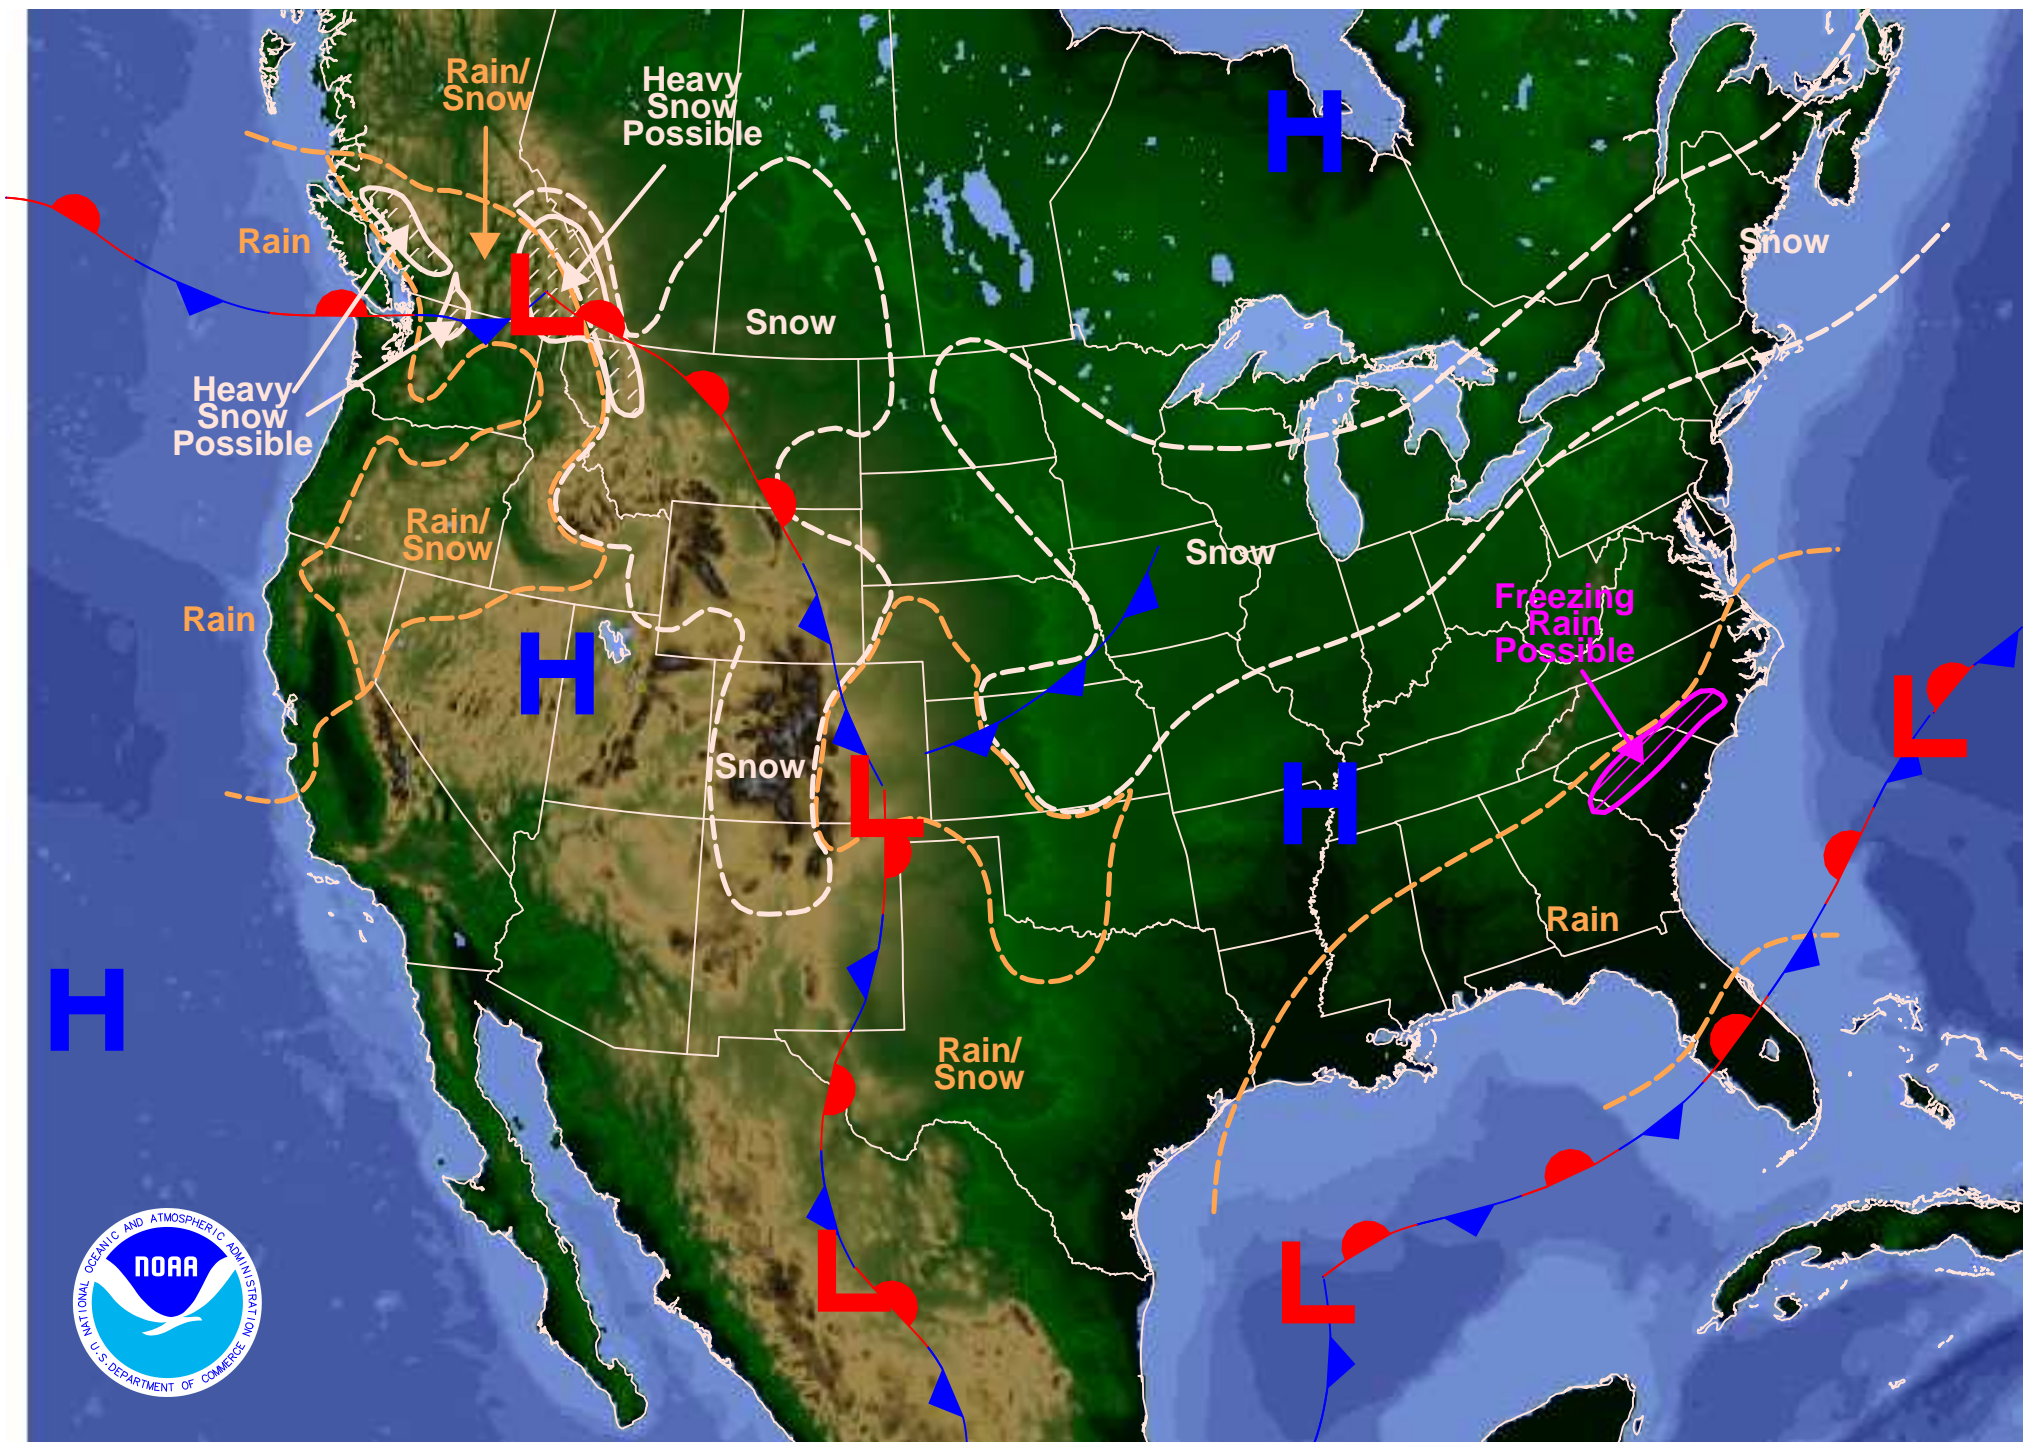 Rain/
Snow
Heavy
Snow
Possible
H
Rain
Snow
L
Snow
Heavy
Snow
Possible
Rain/
Snow
Snow
Freezing
Rain
Possible
Rain
H
L
Snow
H
L
Rain
H
Rain/
Snow
L
L
NATIONAL OCEANIC AND ATMOSPHERIC ADMINISTRATION
NOAA
U.S. DEPARTMENT OF COMMERCE